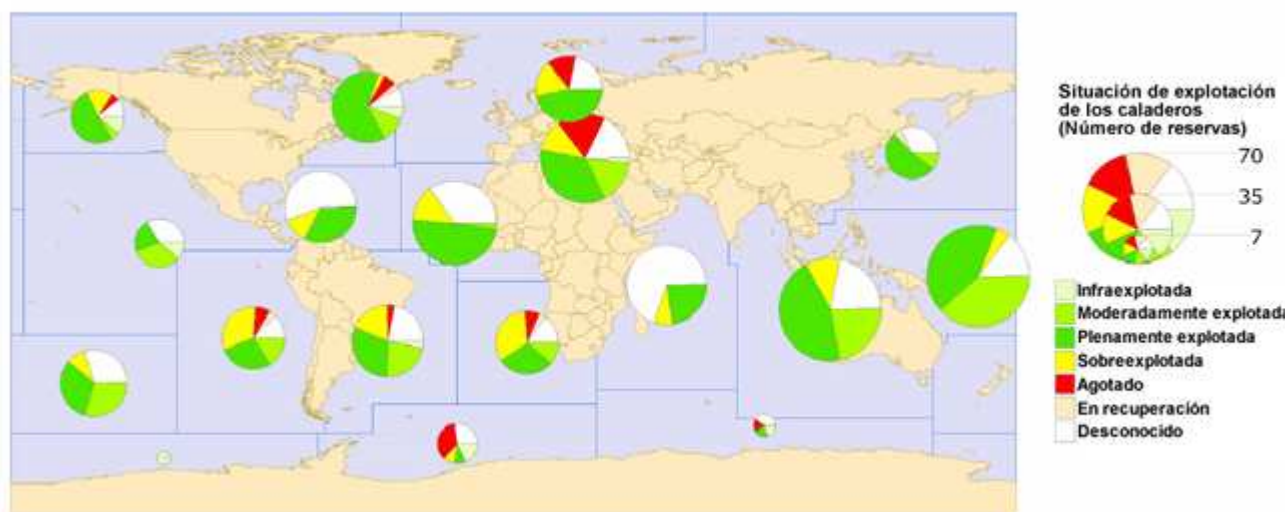 Situación de explotación
de los caladeros
(Número de reservas)
70
35
7
Infraexplotada
Moderadamente explotada
Plenamente explotada
Sobreexplotada
Agotado
En recuperación
Desconocido